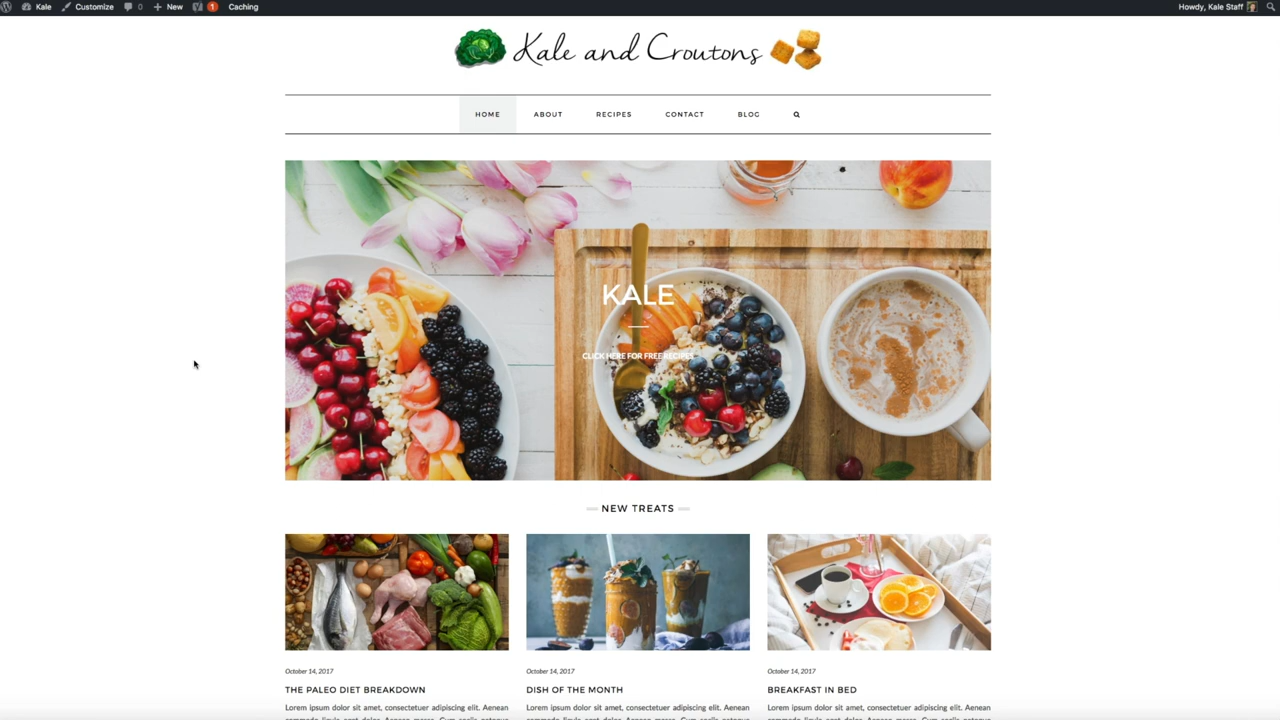 Kale Customize 0 New 1 Caching Howdy, Kale Staff
Kale and Croutons
HOME ABOUT RECIPES CONTACT BLOG
KALE
CLICK HERE FOR FREE RECIPES
NEW TREATS
October 14, 2017 October 14, 2017 October 14, 2017
THE PALEO DIET BREAKDOWN DISH OF THE MONTH BREAKFAST IN BED
Lorem ipsum dolor sit amet, consectetuer adipiscing elit. Aenean Lorem ipsum dolor sit amet, consectetuer adipiscing elit. Aenean Lorem ipsum dolor sit amet, consectetuer adipiscing elit. Aenean